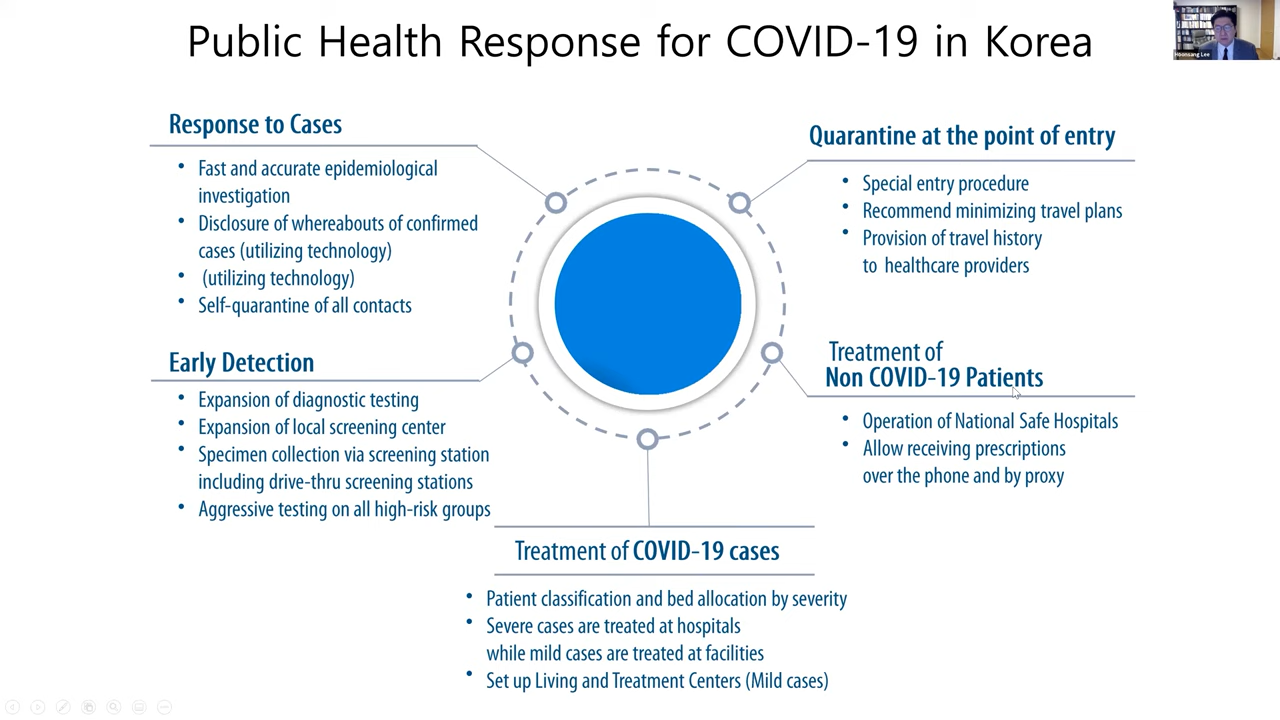 Public Health Response for COVID-19 in Korea
Hoonsang Lee
Response to Cases
• Fast and accurate epidemiological
investigation
• Disclosure of whereabouts of confirmed
cases (utilizing technology)
• (utilizing technology)
• Self-quarantine of all contacts
Early Detection
• Expansion of diagnostic testing
• Expansion of local screening center
• Specimen collection via screening station
including drive-thru screening stations
• Aggressive testing on all high-risk groups
Quarantine at the point of entry
• Special entry procedure
• Recommend minimizing travel plans
• Provision of travel history
to healthcare providers
Treatment of
Non COVID-19 Patients
• Operation of National Safe Hospitals
• Allow receiving prescriptions
over the phone and by proxy
Treatment of COVID-19 cases
• Patient classification and bed allocation by severity
• Severe cases are treated at hospitals
while mild cases are treated at facilities
• Set up Living and Treatment Centers (Mild cases)